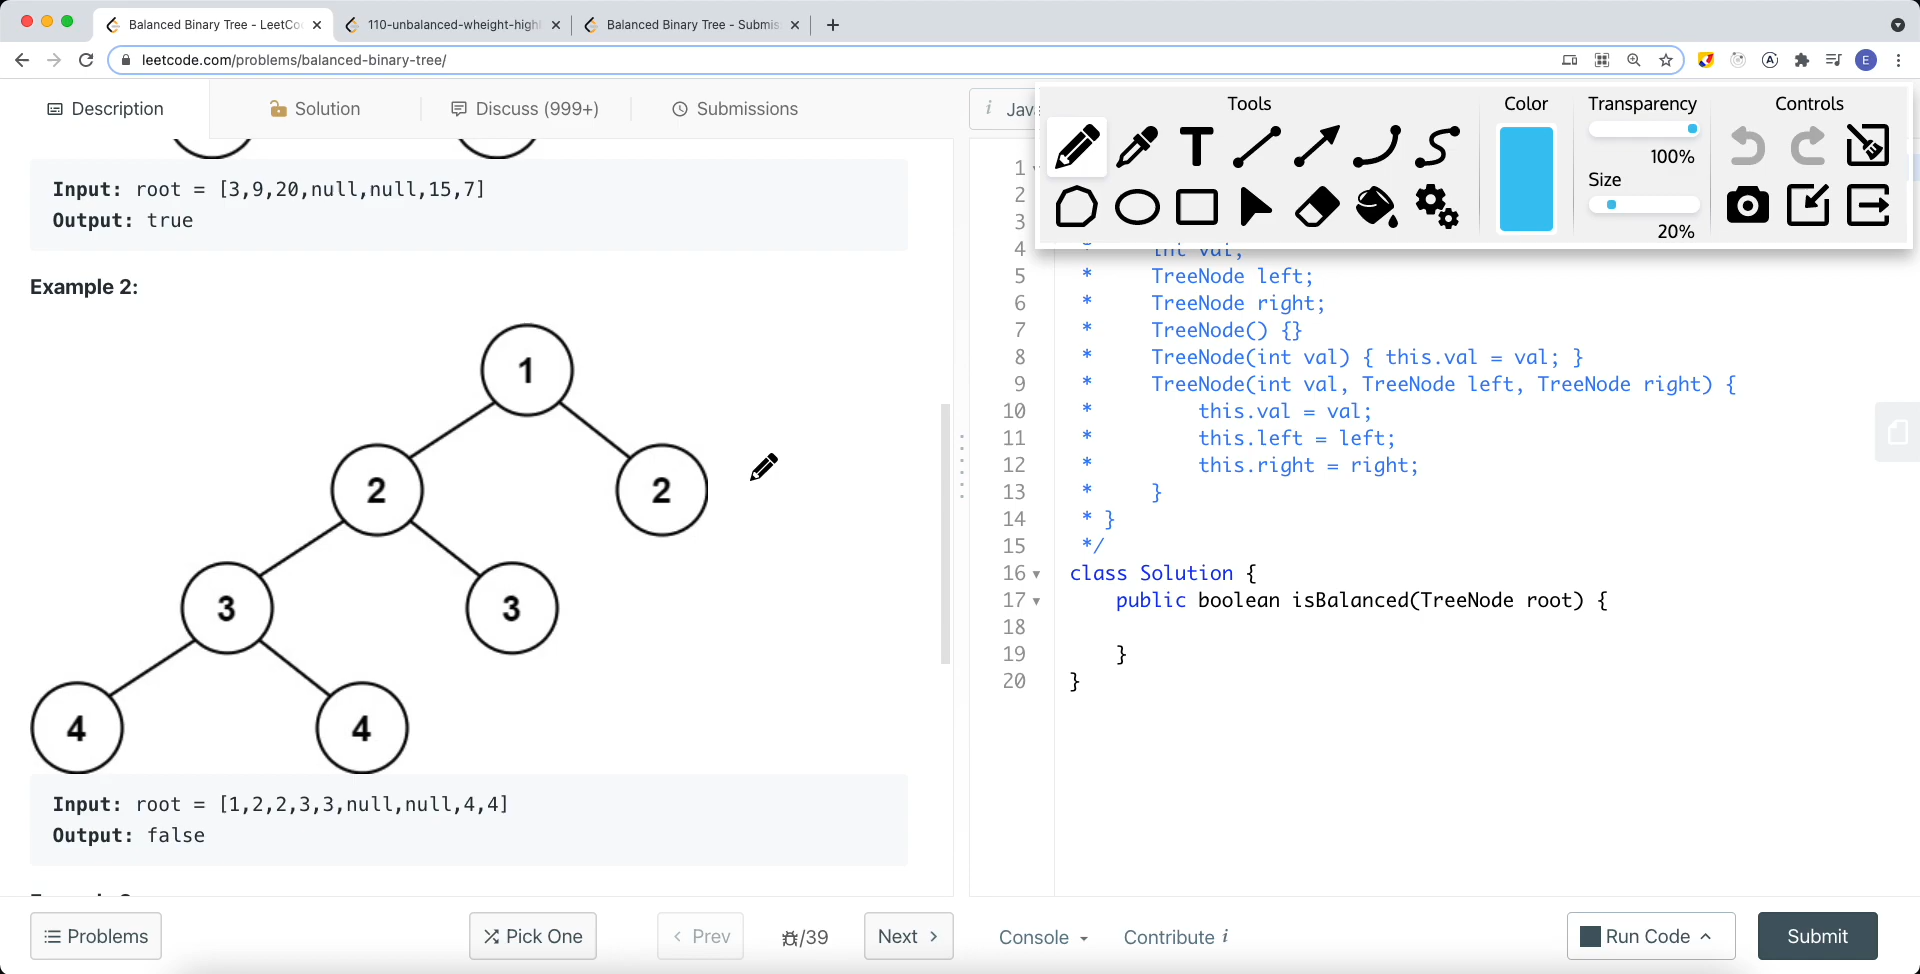 Balanced Binary Tree - LeetCo
110-unbalanced-wheight-highl
Balanced Binary Tree - Submis
leetcode.com/problems/balanced-binary-tree/
E
Description
Solution
Discuss (999+)
Submissions
i Java
Tools
Color
Transparency
100%
Size
20%
Controls
T
Input: root = [3,9,20,null,null,15,7]
Output: true
Example 2:
1
2
2
3
3
4
4
Input: root = [1,2,2,3,3,null,null,4,4]
Output: false
1
2
3
4 * int val;
5 * TreeNode left;
6 * TreeNode right;
7 * TreeNode() {}
8 * TreeNode(int val) { this.val = val; }
9 * TreeNode(int val, TreeNode left, TreeNode right) {
10 * this.val = val;
11 * this.left = left;
12 * this.right = right;
13 * }
14 * }
15 */
16 class Solution {
17 public boolean isBalanced(TreeNode root) {
18
19 }
20 }
Problems
Pick One
Prev
/39
Next
Console
Contribute i
Run Code
Submit